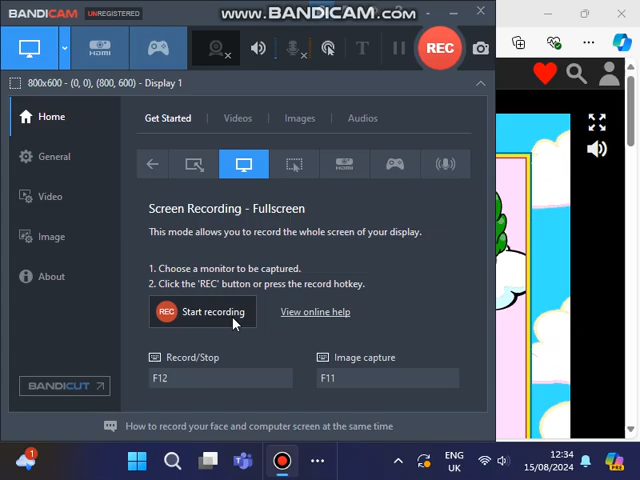 BANDICAM UNREGISTERED
WWW.BANDICAM.COM
HDMI
T
REC
800x600 - (0, 0), (800, 600) - Display 1
Home
General
Video
Image
About
BANDICUT
Get Started
Videos
Images
Audios
HDMI
Screen Recording - Fullscreen
This mode allows you to record the whole screen of your display.
1. Choose a monitor to be captured.
2. Click the 'REC' button or press the record hotkey.
REC Start recording
View online help
Record/Stop
Image capture
F12
F11
How to record your face and computer screen at the same time
1
ENG
UK
12:34
15/08/2024